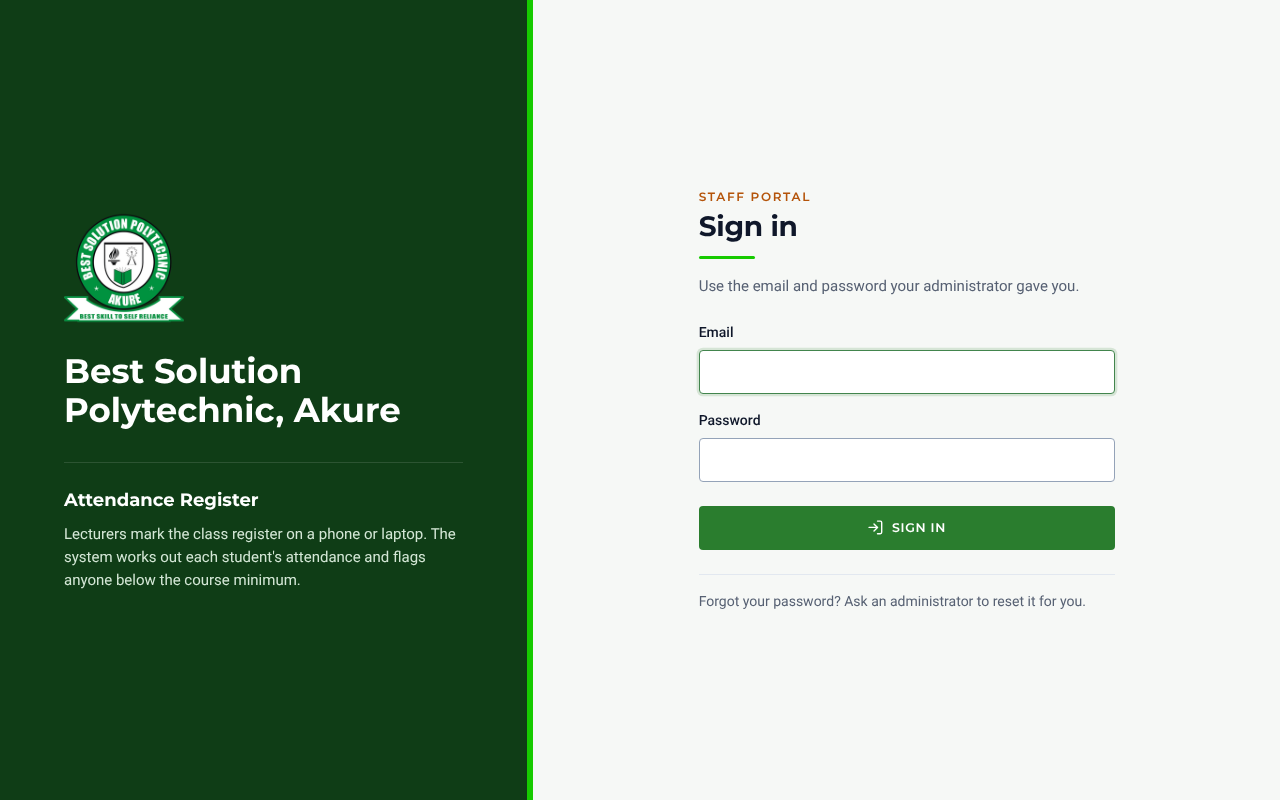 BEST SOLUTION POLYTECHNIC
AKURE
BEST SKILL TO SELF RELIANCE
Best Solution
Polytechnic, Akure
Attendance Register
Lecturers mark the class register on a phone or laptop. The
system works out each student's attendance and flags
anyone below the course minimum.
STAFF PORTAL
Sign in
Use the email and password your administrator gave you.
Email
Password
SIGN IN
Forgot your password? Ask an administrator to reset it for you.